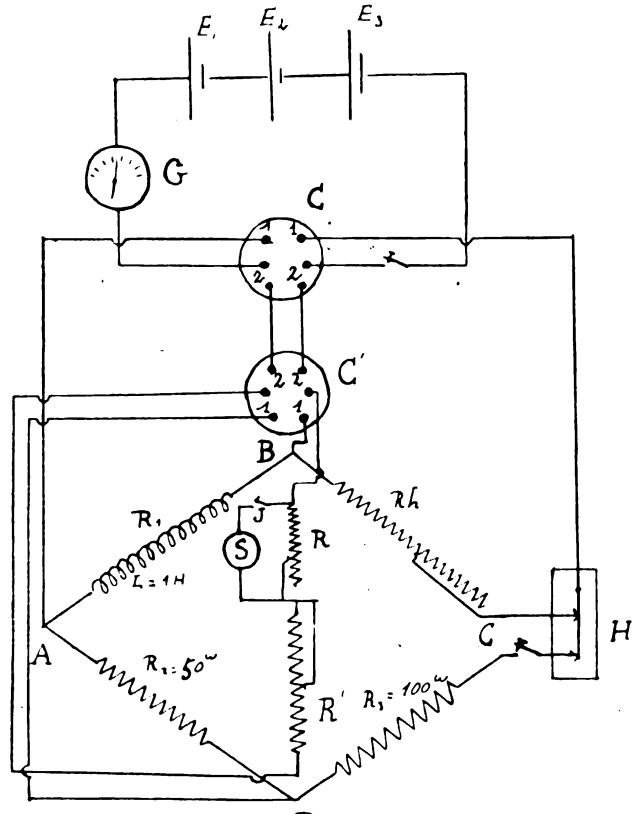 E₁ E₂ E₃
G
C
1 1
2 2
C'
2 2
1 1
B
R₁
L = 1H
J
S
R
Rh
C
H
A
R₂ = 50ω
R'
R₃ = 100ω